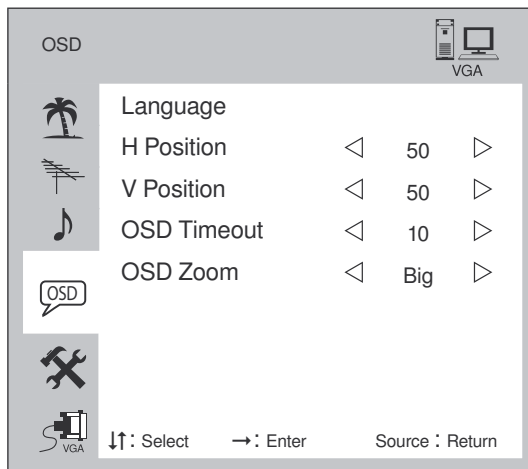 OSD
VGA
Language
H Position ◁ 50 ▷
V Position ◁ 50 ▷
OSD Timeout ◁ 10 ▷
OSD Zoom ◁ Big ▷
OSD
VGA
↓↑: Select →: Enter Source : Return